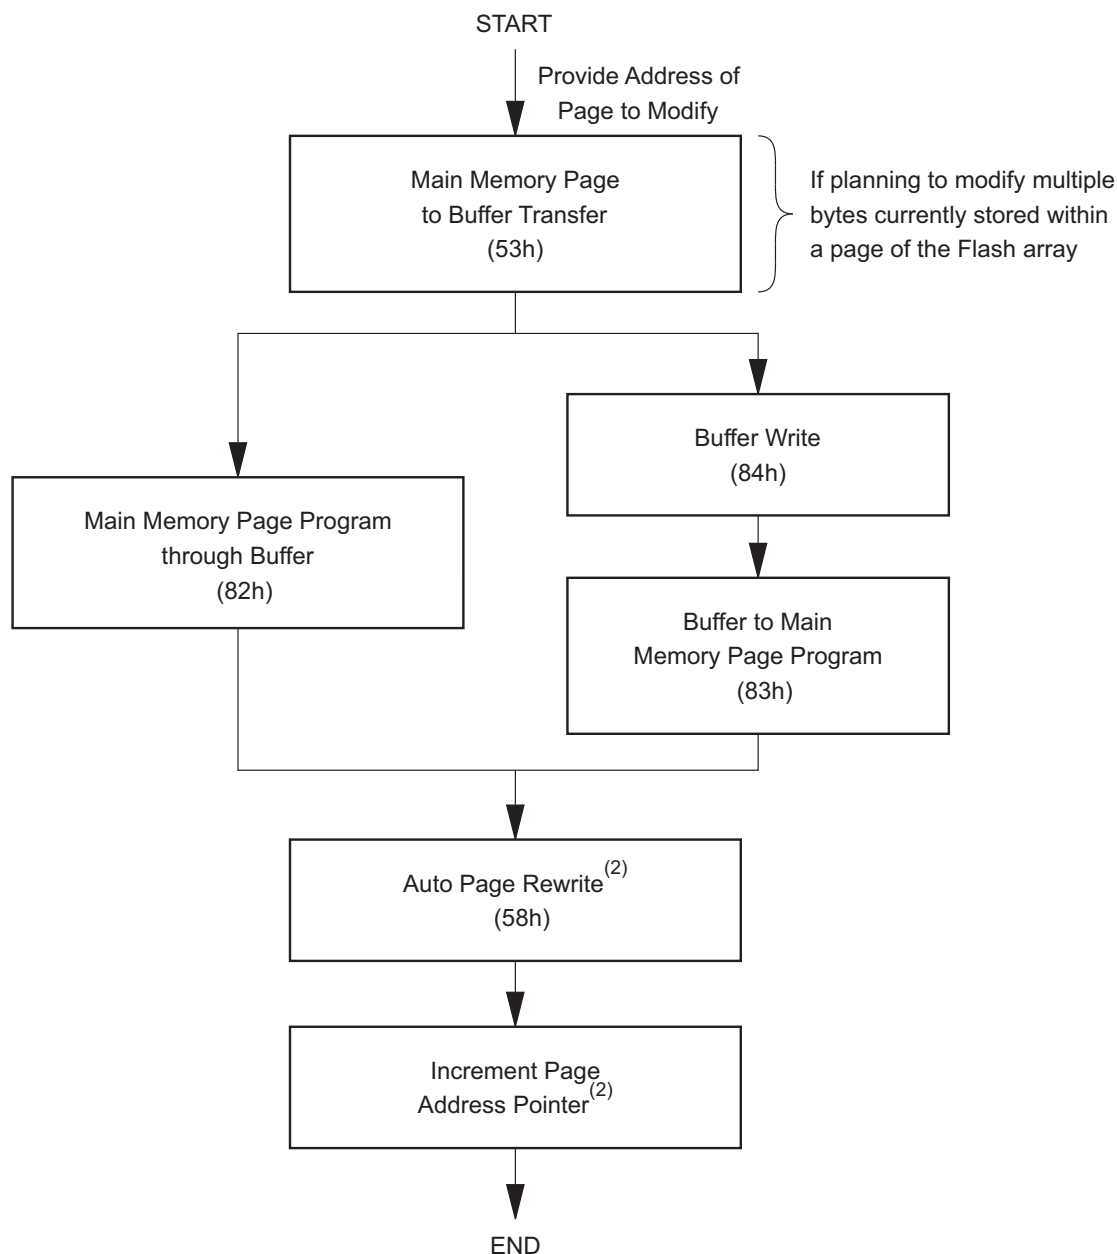 START
Provide Address of
Page to Modify
Main Memory Page
to Buffer Transfer
(53h)
If planning to modify multiple
bytes currently stored within
a page of the Flash array
Buffer Write
(84h)
Main Memory Page Program
through Buffer
(82h)
Buffer to Main
Memory Page Program
(83h)
Auto Page Rewrite(2)
(58h)
Increment Page
Address Pointer(2)
END